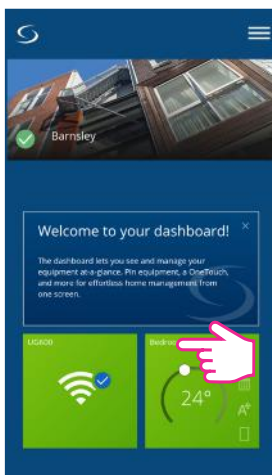 Barnsley
Welcome to your dashboard!
The dashboard lets you see and manage your
equipment at-a-glance. Pin equipment, a OneTouch,
and more for effortless home management from
one screen.
UG600
24°